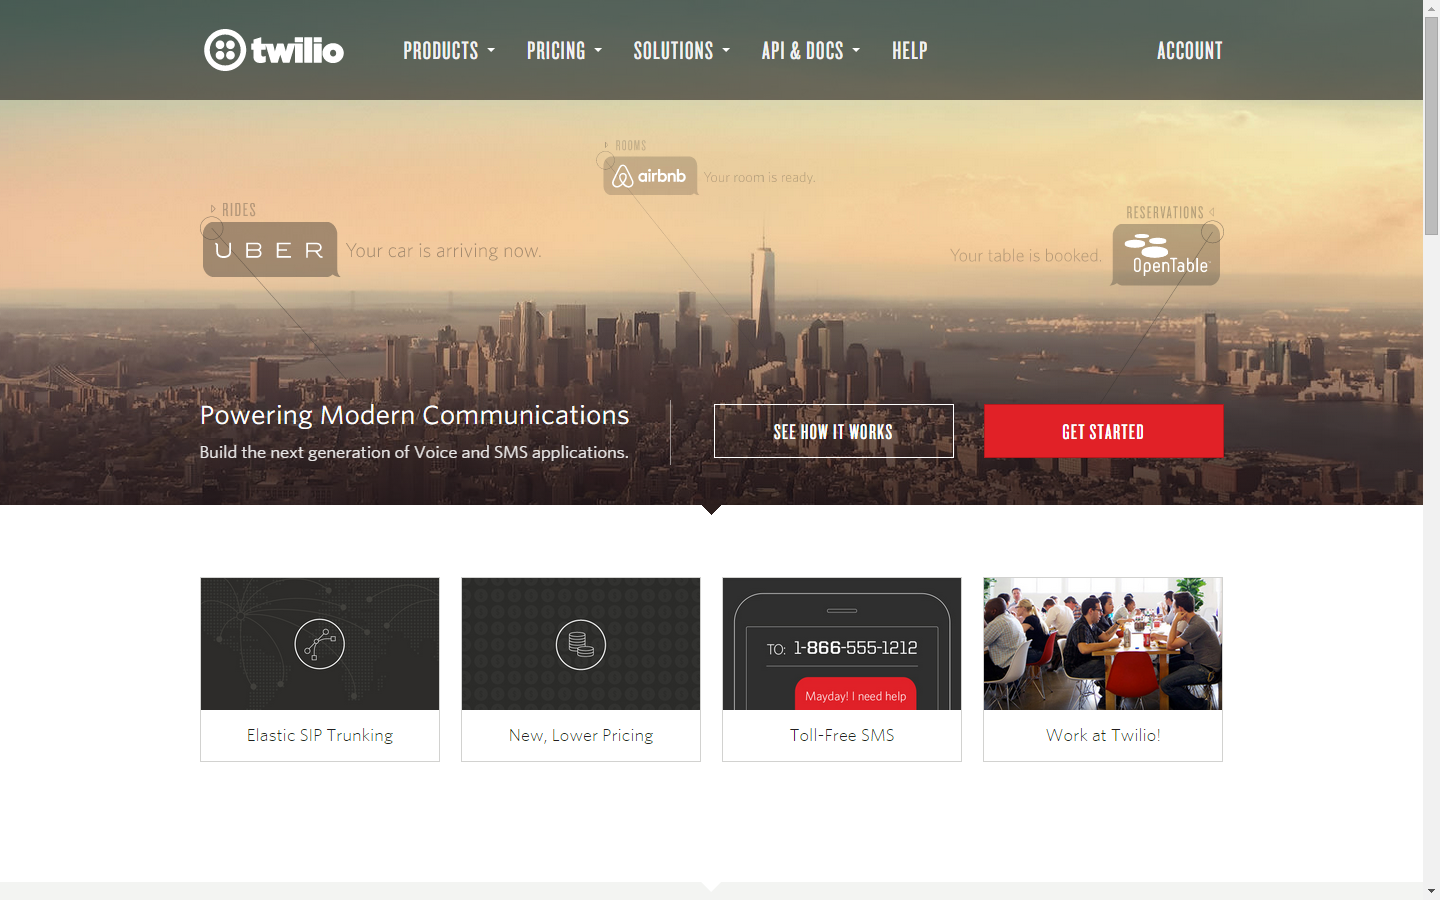 twilio
PRODUCTS
PRICING
SOLUTIONS
API & DOCS
HELP
ACCOUNT
ROOMS
airbnb
Your room is ready.
RIDES
UBER
Your car is arriving now.
RESERVATIONS
Your table is booked.
OpenTable
Powering Modern Communications
Build the next generation of Voice and SMS applications.
SEE HOW IT WORKS
GET STARTED
Elastic SIP Trunking
New, Lower Pricing
TO: 1-866-555-1212
Mayday! I need help
Toll-Free SMS
Work at Twilio!